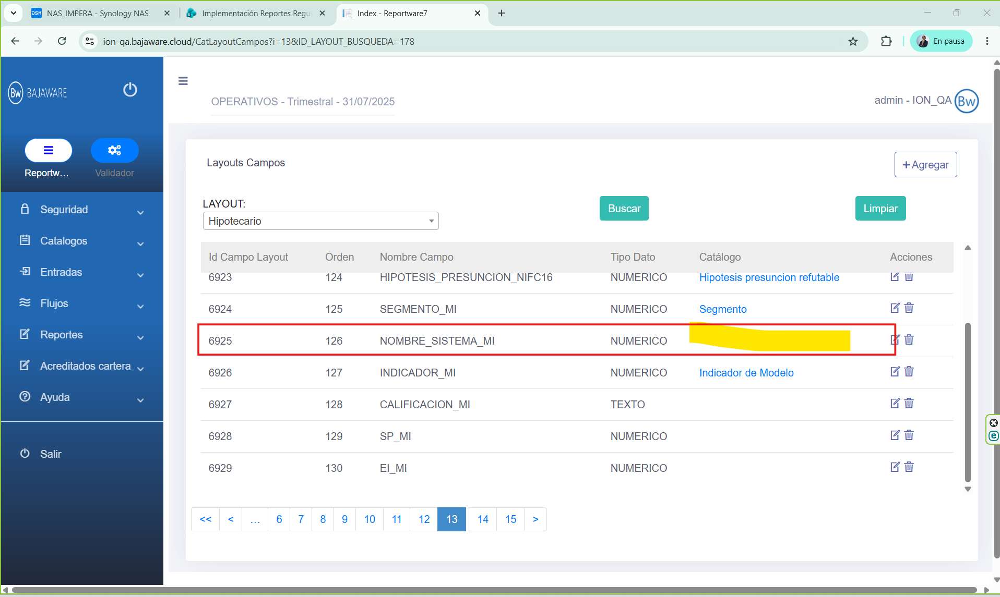 NAS_IMPERA - Synology NAS
Implementación Reportes Regu
Index - Reportware7
ion-qa.bajaware.cloud/CatLayoutCampos?i=13&ID_LAYOUT_BUSQUEDA=178
En pausa
Bw BAJAWARE
OPERATIVOS - Trimestral - 31/07/2025
admin - ION_QA
Bw
Reportw...
Validador
Seguridad
Catalogos
Entradas
Flujos
Reportes
Acreditados cartera
Ayuda
Salir
Layouts Campos
+Agregar
LAYOUT:
Hipotecario
Buscar
Limpiar
Id Campo Layout Orden Nombre Campo Tipo Dato Catálogo Acciones
6923 124 HIPOTESIS_PRESUNCION_NIFC16 NUMERICO Hipotesis presuncion refutable
6924 125 SEGMENTO_MI NUMERICO Segmento
6925 126 NOMBRE_SISTEMA_MI NUMERICO
6926 127 INDICADOR_MI NUMERICO Indicador de Modelo
6927 128 CALIFICACION_MI TEXTO
6928 129 SP_MI NUMERICO
6929 130 EI_MI NUMERICO
<< < ... 6 7 8 9 10 11 12 13 14 15 >